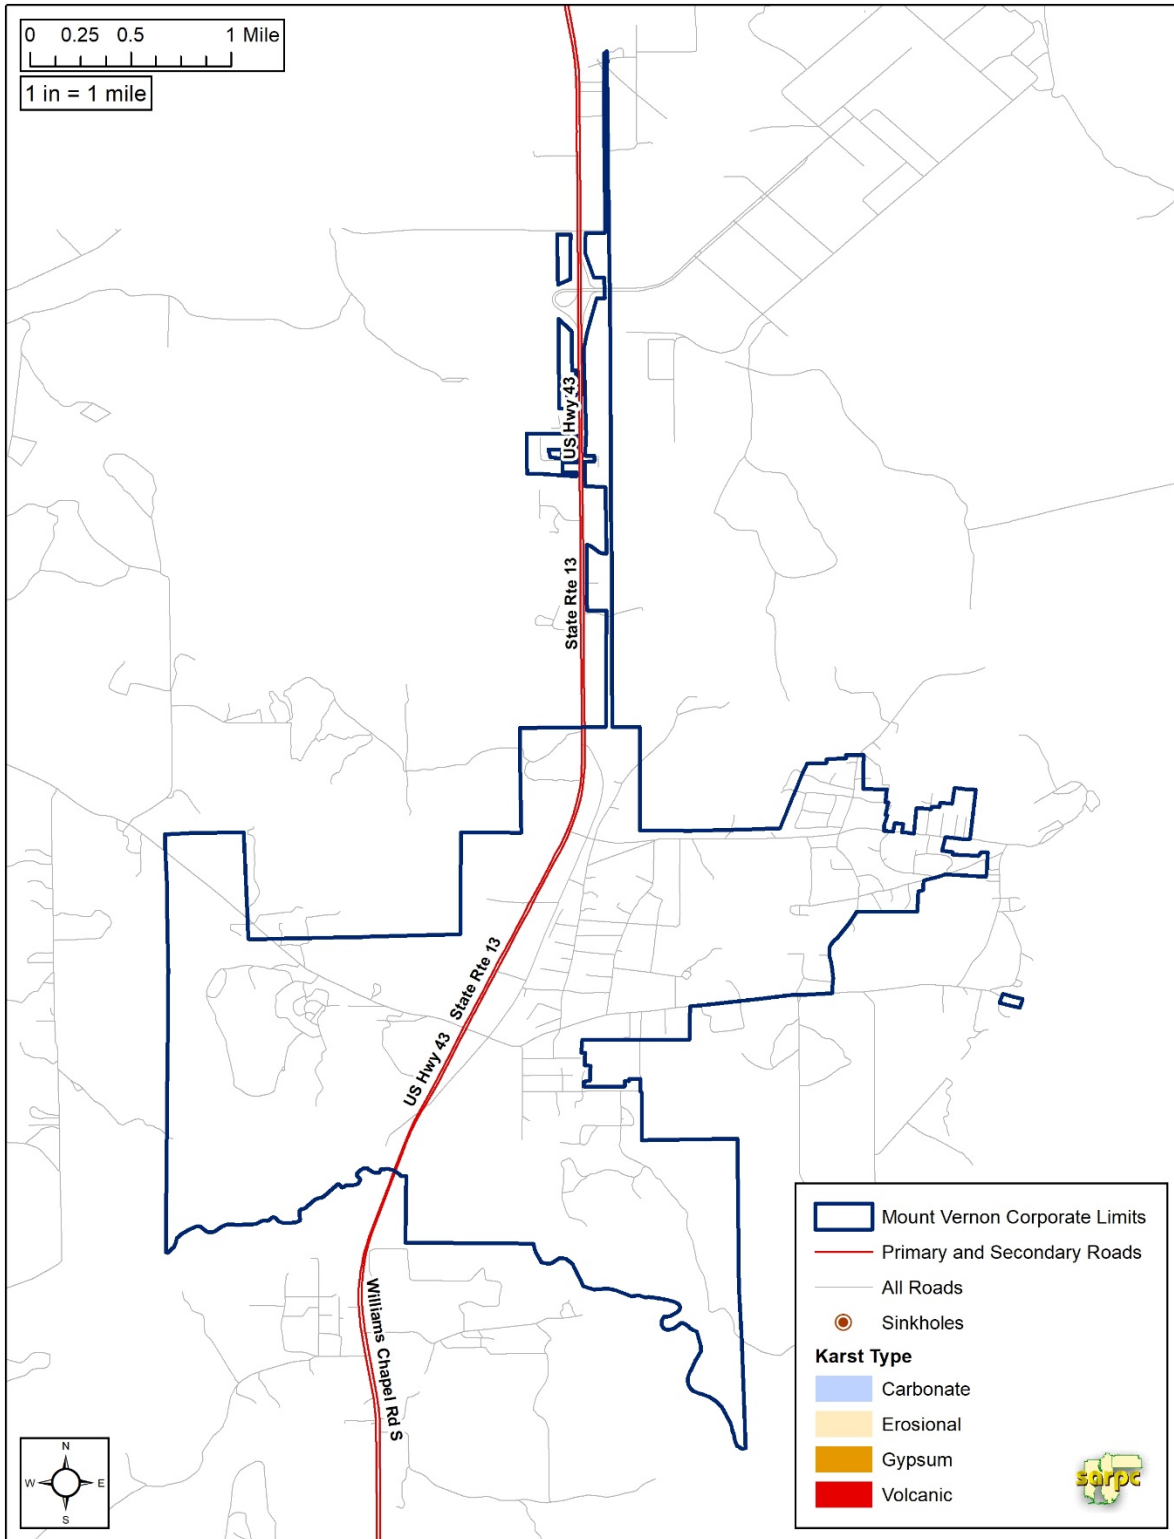 0 0.25 0.5 1 Mile
1 in = 1 mile
US Hwy 43
State Rte 13
State Rte 13
US Hwy 43
Williams Chapel Rd S
Mount Vernon Corporate Limits
Primary and Secondary Roads
All Roads
Sinkholes
Karst Type
Carbonate
Erosional
Gypsum
Volcanic
sarpc
N
W E
S